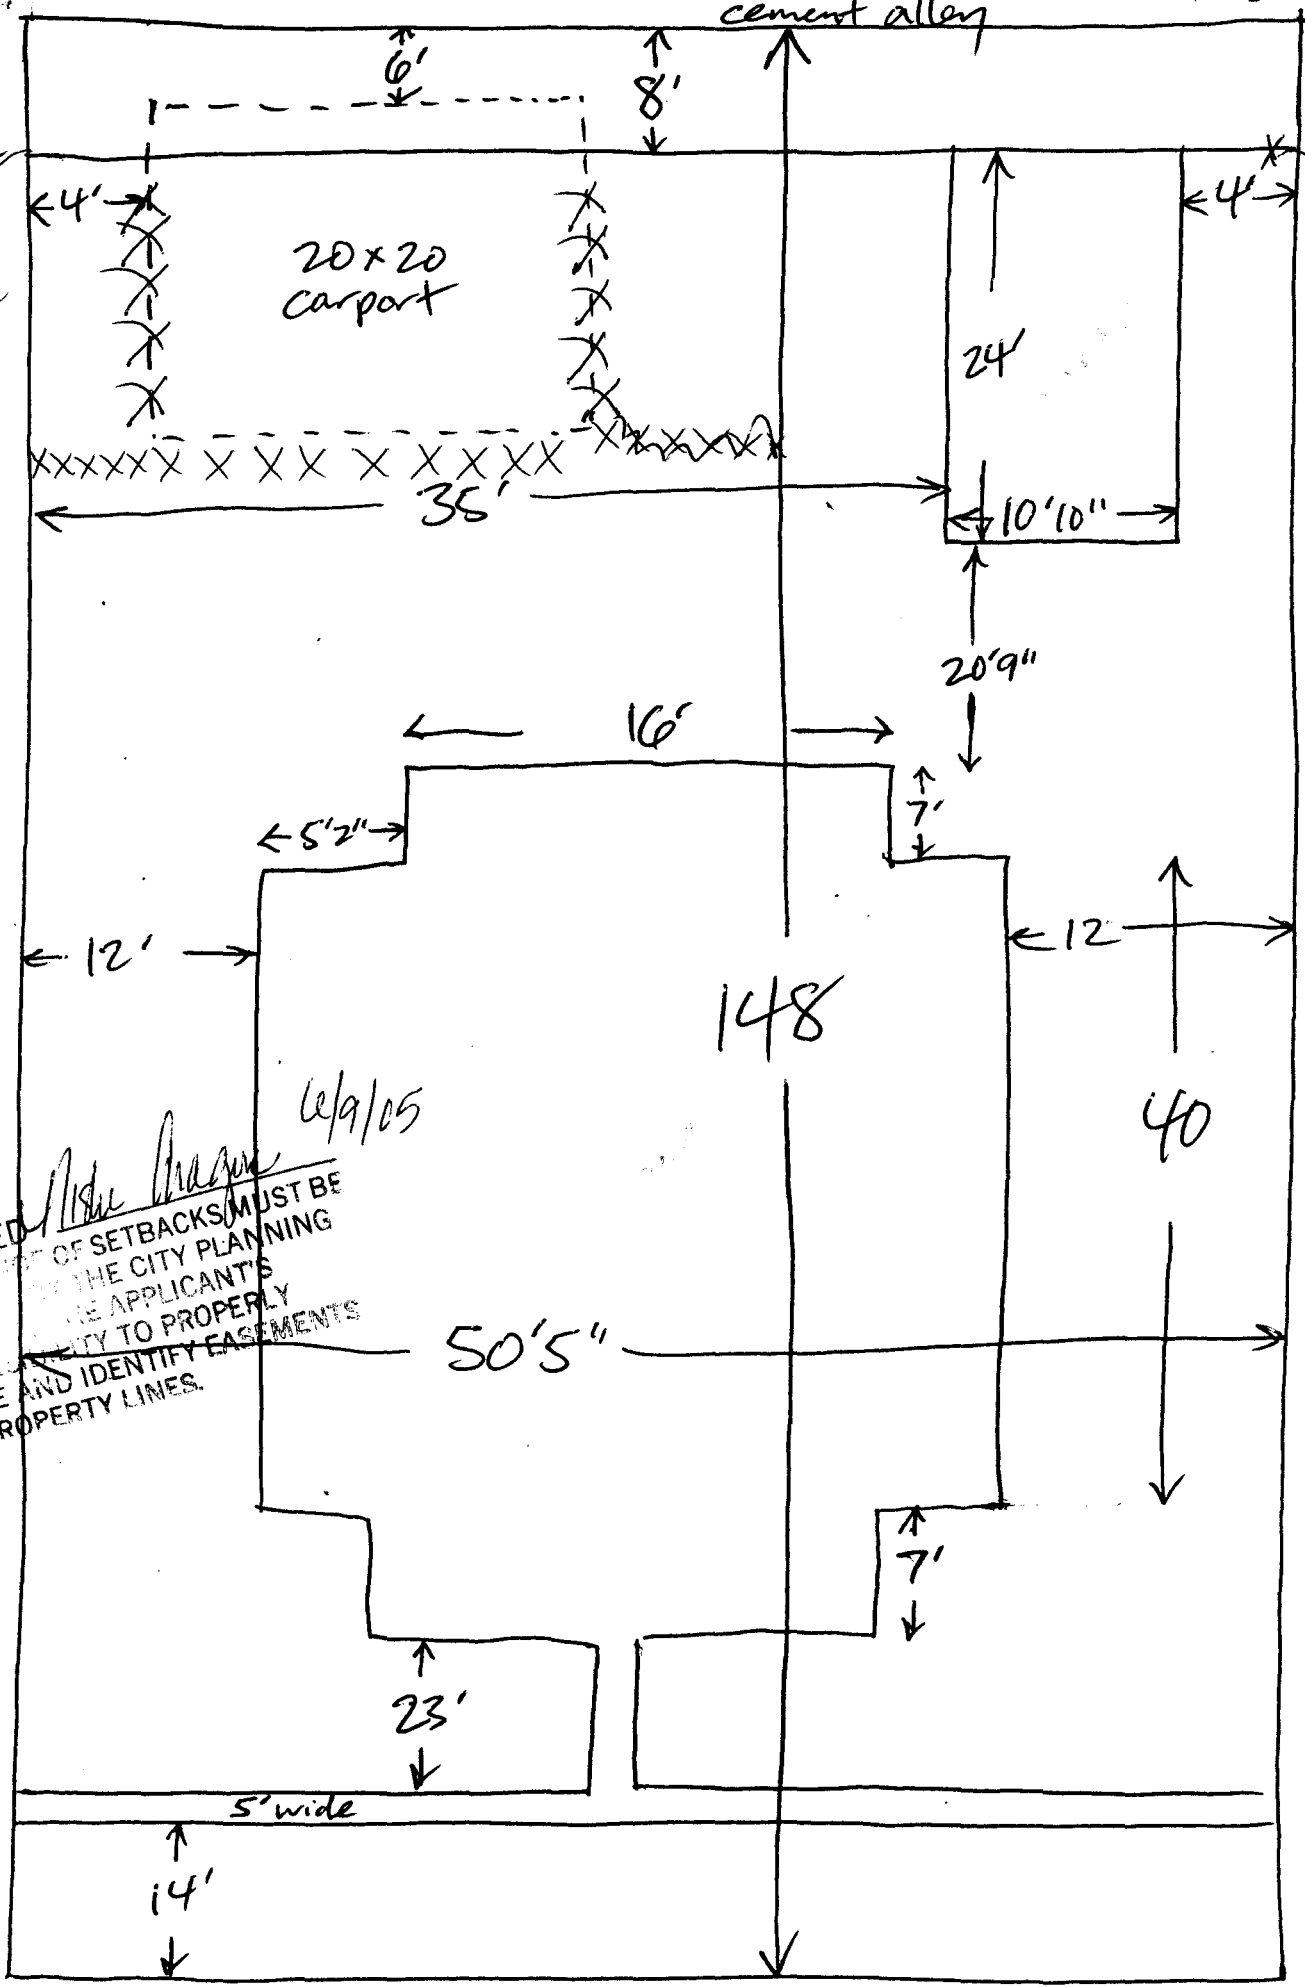 cement alley
6'
8'
4'
4'
20 x 20
carport
24'
35'
10'10"
20'9"
16'
7'
5'2"
12'
12
148
40
6/9/05
OF SETBACKS MUST BE
THE CITY PLANNING
APPLICANT'S
TO PROPERLY
AND IDENTIFY EASEMENTS
PROPERTY LINES.
50'5"
7'
23'
5' wide
14'